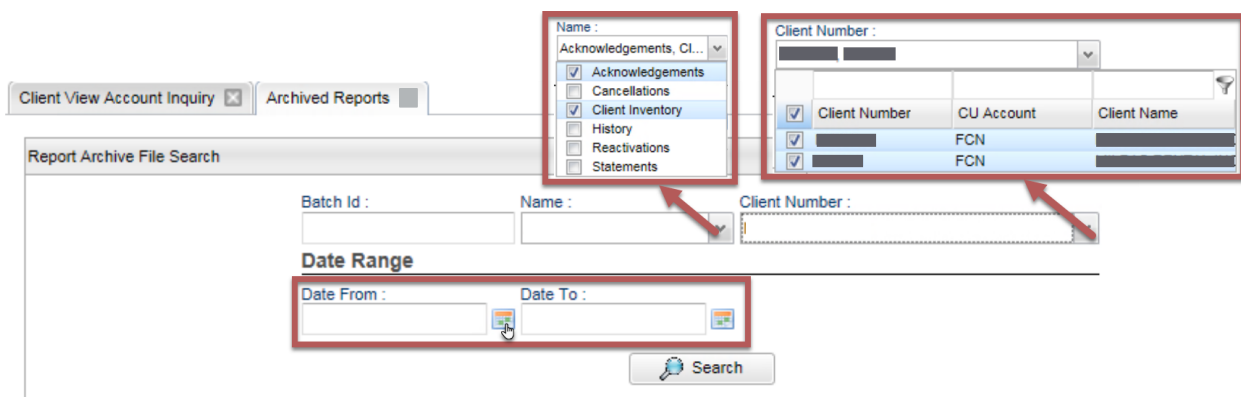 Name :
Acknowledgements, Cl...
Acknowledgements
Cancellations
Client Inventory
History
Reactivations
Statements
Client Number :
Client Number CU Account Client Name
FCN
FCN
Client View Account Inquiry Archived Reports
Report Archive File Search
Batch Id : Name : Client Number :
Date Range
Date From : Date To :
Search